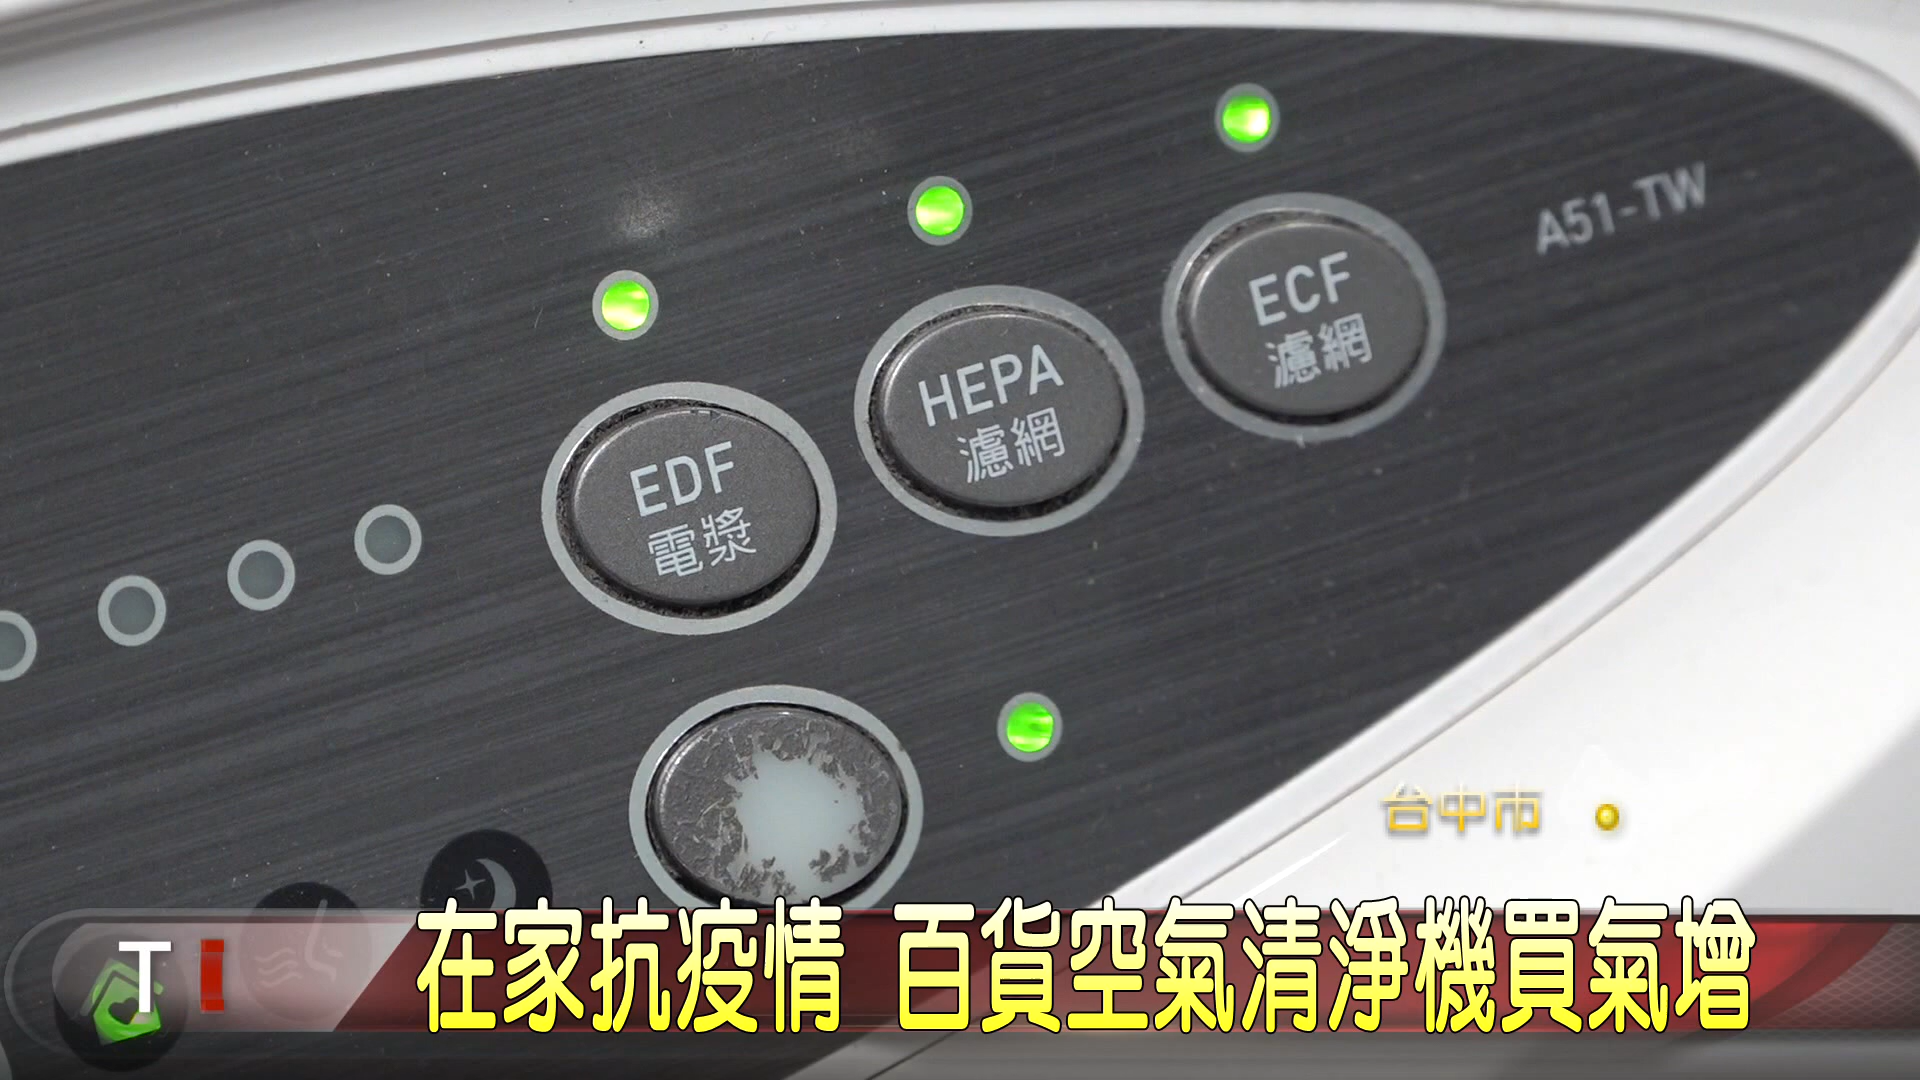 A51-TW
ECF
濾網
HEPA
濾網
EDF
電漿
台中市
T
在家抗疫情 百貨空氣清淨機買氣增